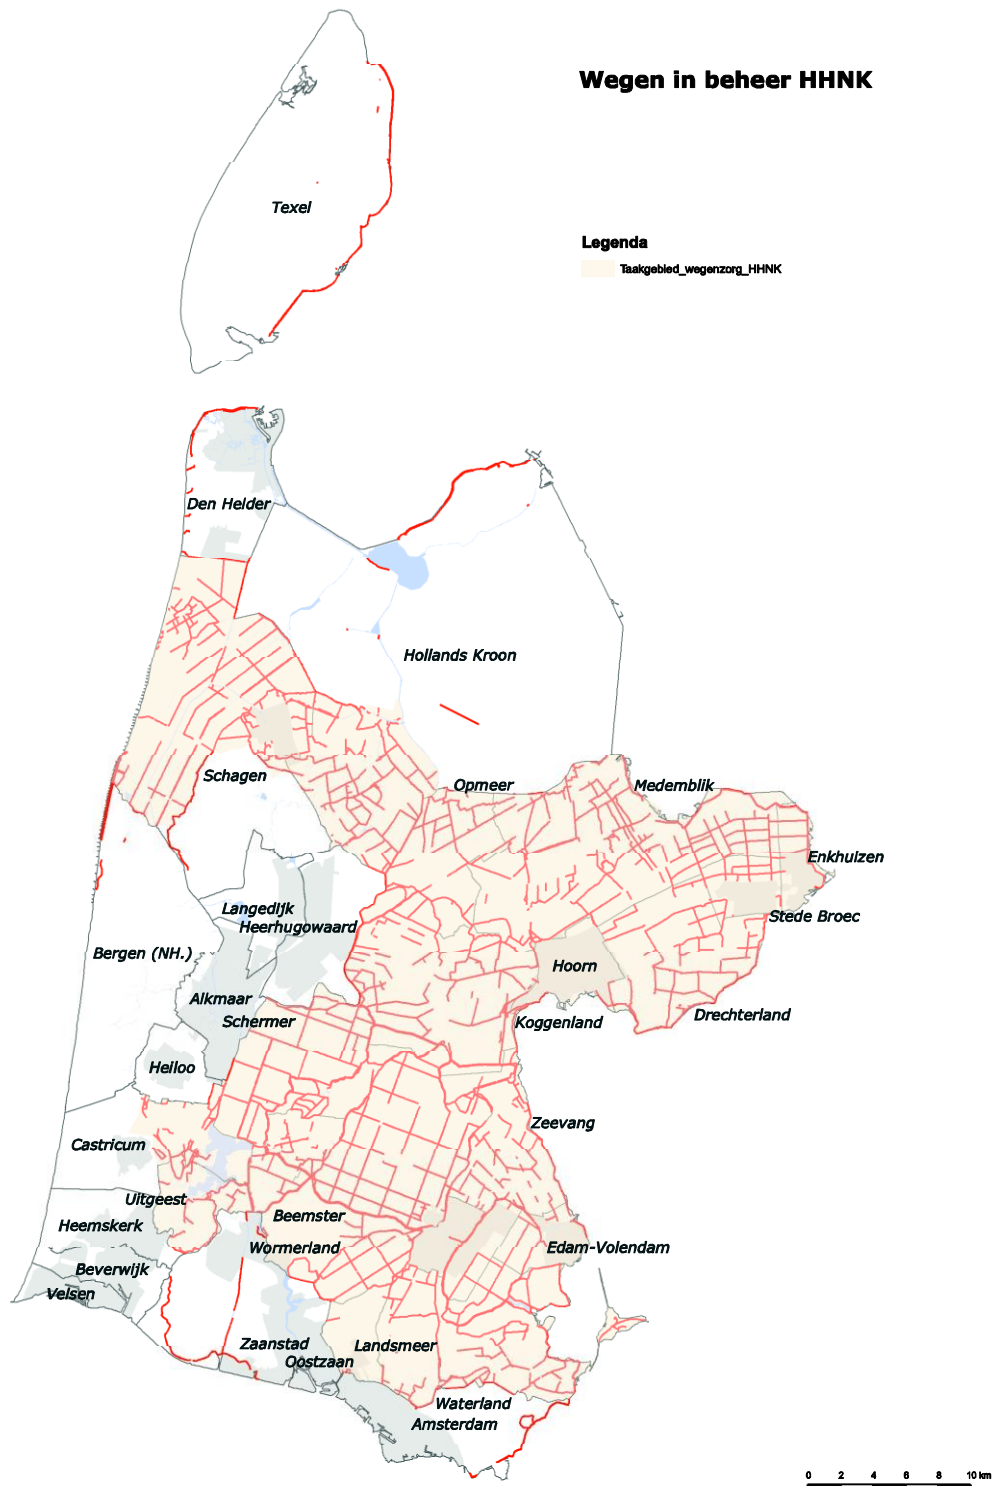 Wegen in beheer HHNK
Texel
Legenda
Taakgebied_wegenzorg_HHNK
Den Helder
Hollands Kroon
Schagen
Opmeer
Medemblik
Enkhuizen
Langedijk
Stede Broec
Heerhugowaard
Bergen (NH.)
Hoorn
Alkmaar
Drechterland
Schermer
Koggenland
Heiloo
Zeevang
Castricum
Uitgeest
Beemster
Heemskerk
Wormerland
Edam-Volendam
Beverwijk
Velsen
Zaanstad
Landsmeer
Oostzaan
Waterland
Amsterdam
0 2 4 6 8 10 km